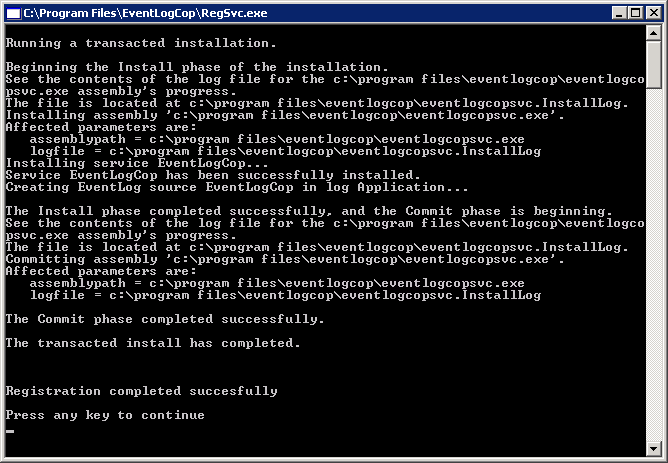 C:\Program Files\EventLogCop\RegSvc.exe
Running a transacted installation.
Beginning the Install phase of the installation.
See the contents of the log file for the c:\program files\eventlogcop\eventlogco
psvc.exe assembly's progress.
The file is located at c:\program files\eventlogcop\eventlogcopsvc.InstallLog.
Installing assembly 'c:\program files\eventlogcop\eventlogcopsvc.exe'.
Affected parameters are:
   assemblypath = c:\program files\eventlogcop\eventlogcopsvc.exe
   logfile = c:\program files\eventlogcop\eventlogcopsvc.InstallLog
Installing service EventLogCop...
Service EventLogCop has been successfully installed.
Creating EventLog source EventLogCop in log Application...
The Install phase completed successfully, and the Commit phase is beginning.
See the contents of the log file for the c:\program files\eventlogcop\eventlogco
psvc.exe assembly's progress.
The file is located at c:\program files\eventlogcop\eventlogcopsvc.InstallLog.
Committing assembly 'c:\program files\eventlogcop\eventlogcopsvc.exe'.
Affected parameters are:
   assemblypath = c:\program files\eventlogcop\eventlogcopsvc.exe
   logfile = c:\program files\eventlogcop\eventlogcopsvc.InstallLog
The Commit phase completed successfully.
The transacted install has completed.
Registration completed succesfully
Press any key to continue